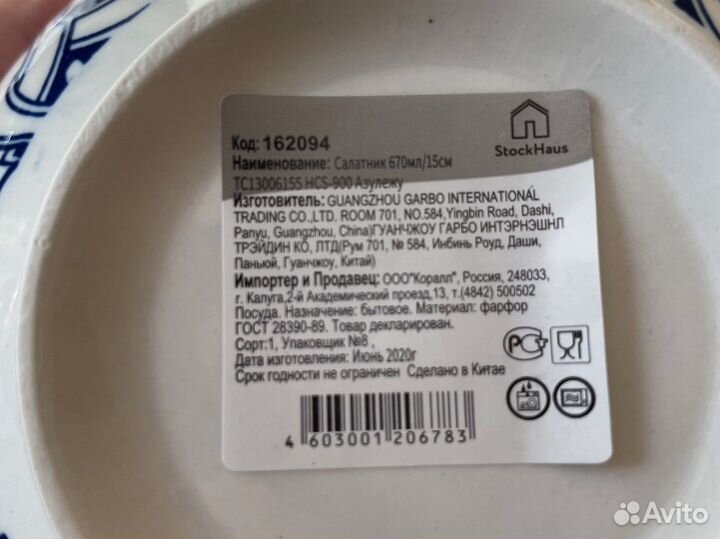 StockHaus
Код: 162094
Наименование: Салатник 670мл/15см
TC13006155 HCS-900 Азулежу
Изготовитель: GUANGZHOU GARBO INTERNATIONAL
TRADING CO.,LTD. ROOM 701, NO.584,Yingbin Road, Dashi,
Panyu, Guangzhou, China)ГУАНЧЖОУ ГАРБО ИНТЭРНЭШНЛ
ТРЭЙДИН КО, ЛТД(Рум 701, № 584, Инбинь Роуд, Даши,
Паньюй, Гуанчжоу, Китай)
Импортер и Продавец: ООО"Коралл", Россия, 248033,
г. Калуга,2-й Академический проезд,13, т.(4842) 500502
Посуда. Назначение: бытовое. Материал: фарфор
ГОСТ 28390-89. Товар декларирован.
Сорт:1, Упаковщик №8 ,
Дата изготовления: Июнь 2020г
Срок годности не ограничен Сделано в Китае
РСТ
4 603001 206783
Avito